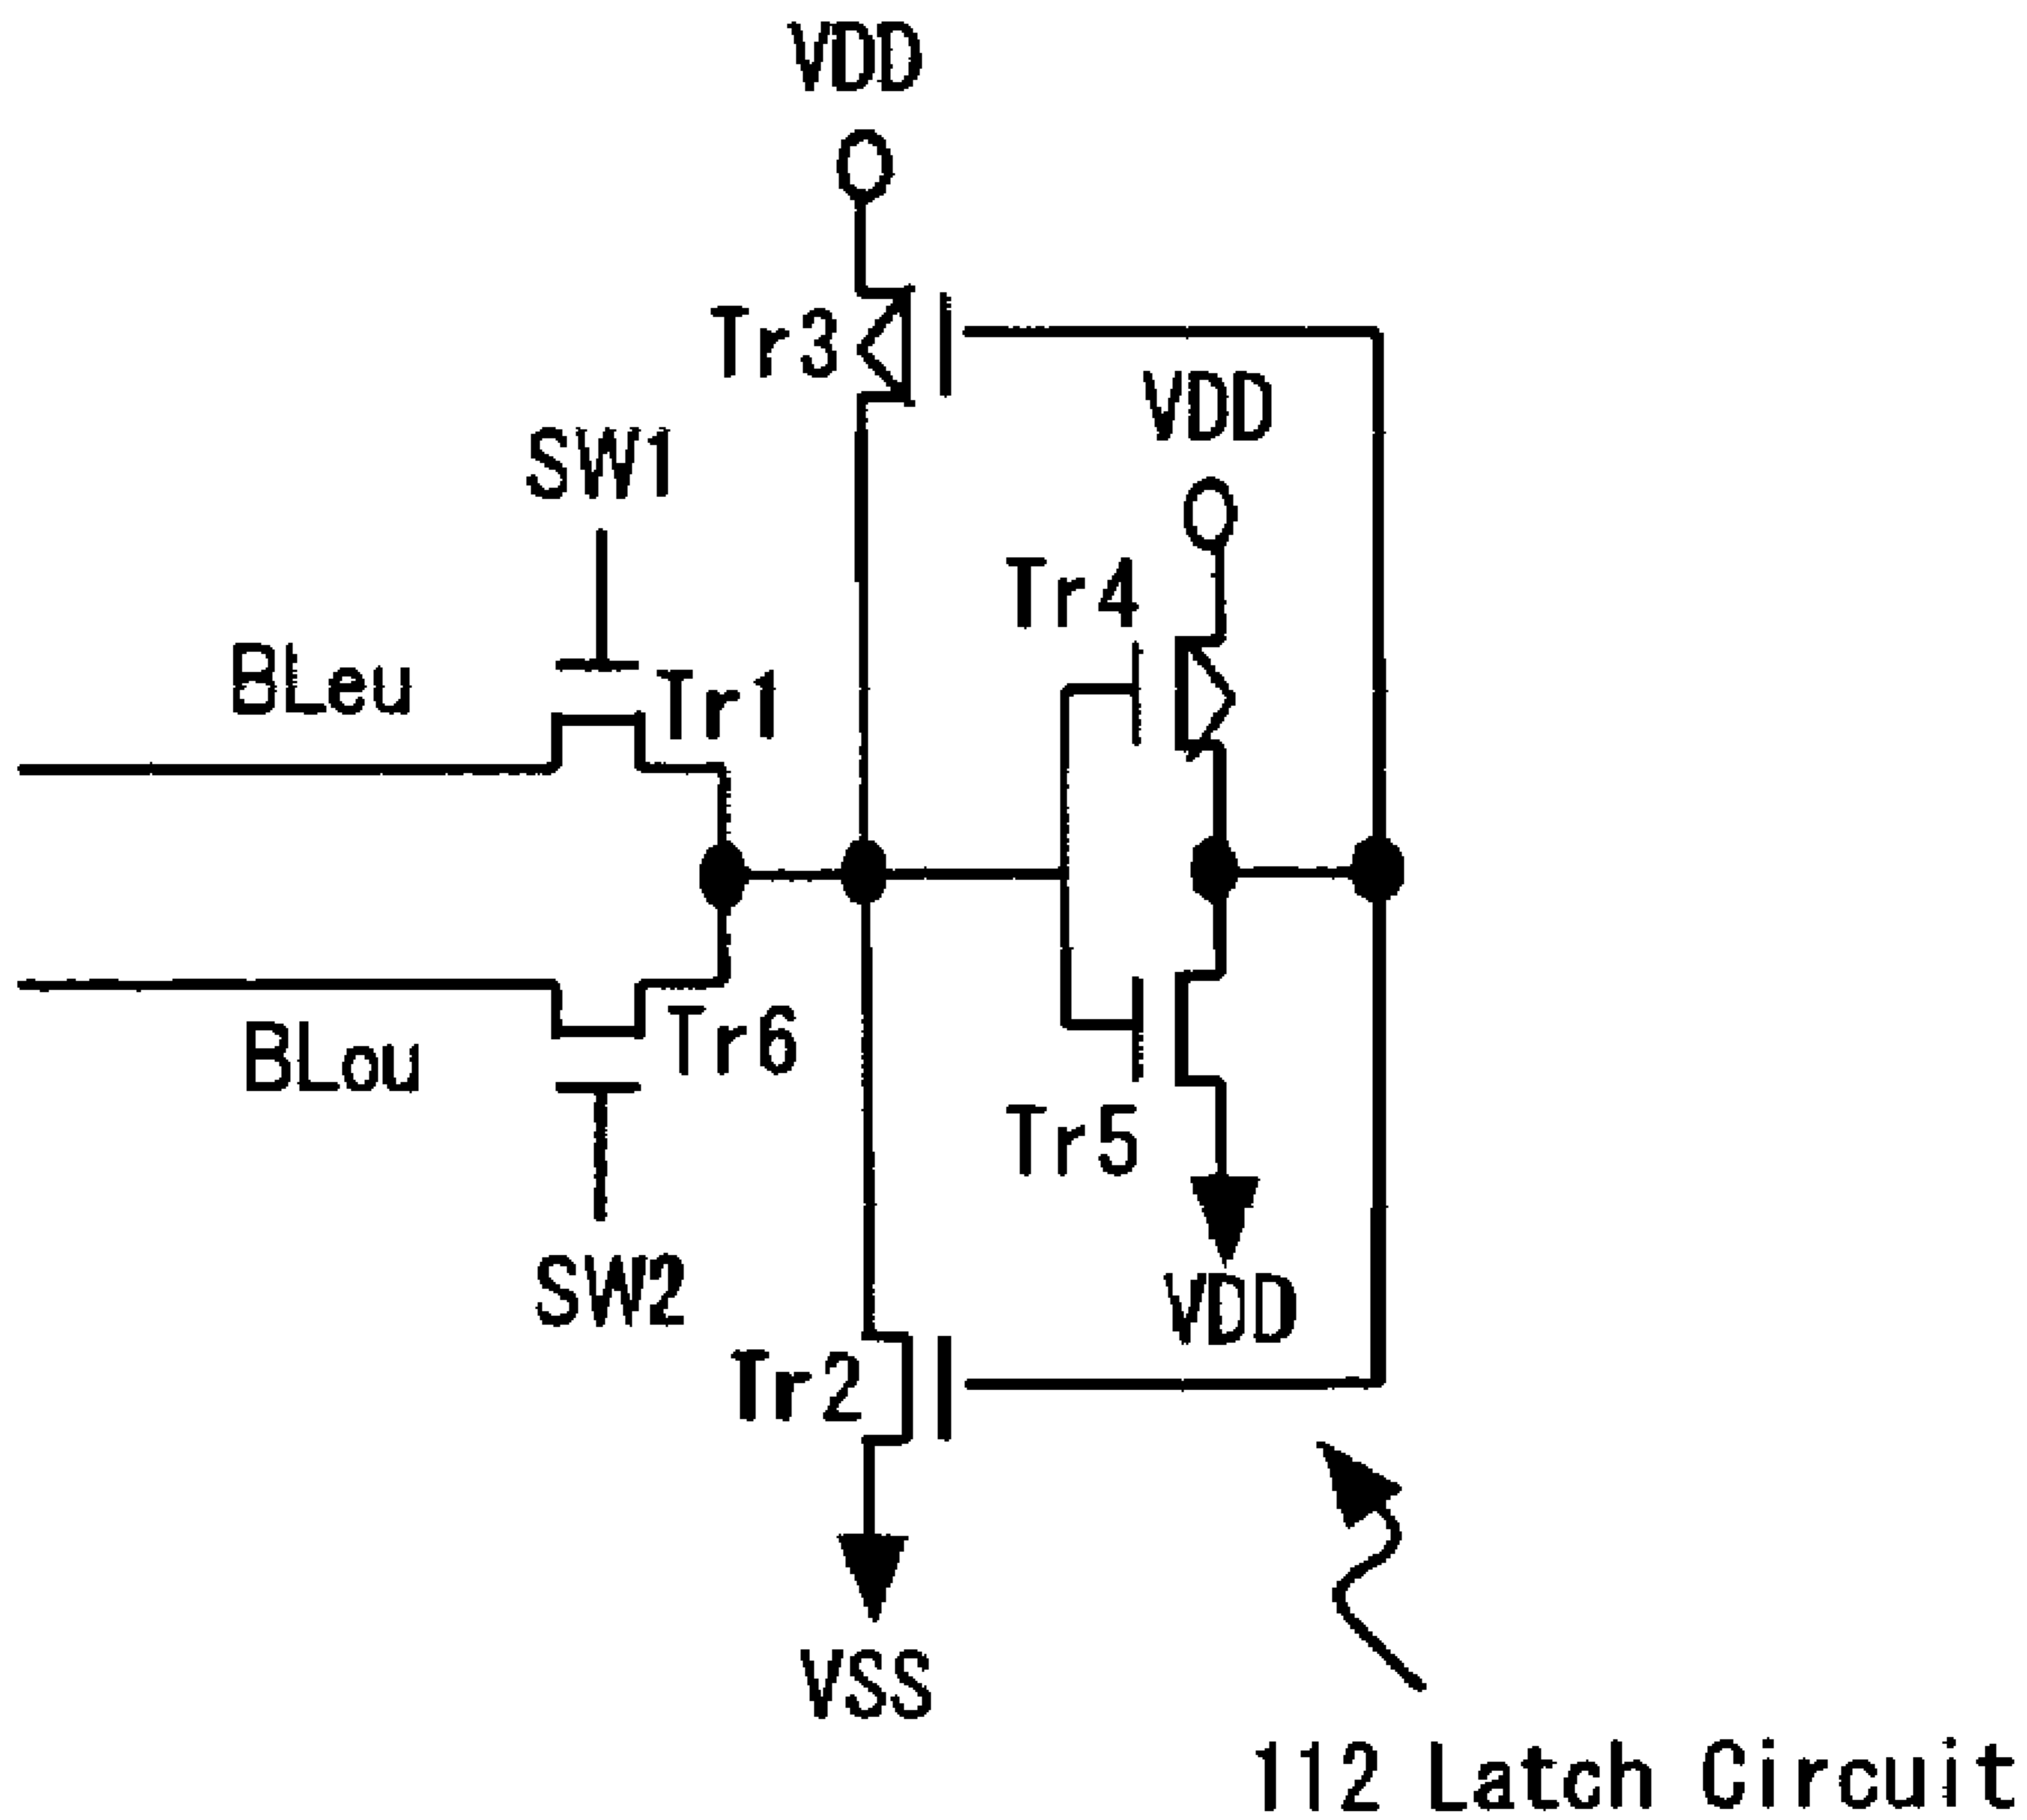 VDD
Tr3
VDD
SW1
Tr4
BLeu
Tr1
BLou
Tr6
Tr5
SW2
VDD
Tr2
VSS
112 Latch Circuit